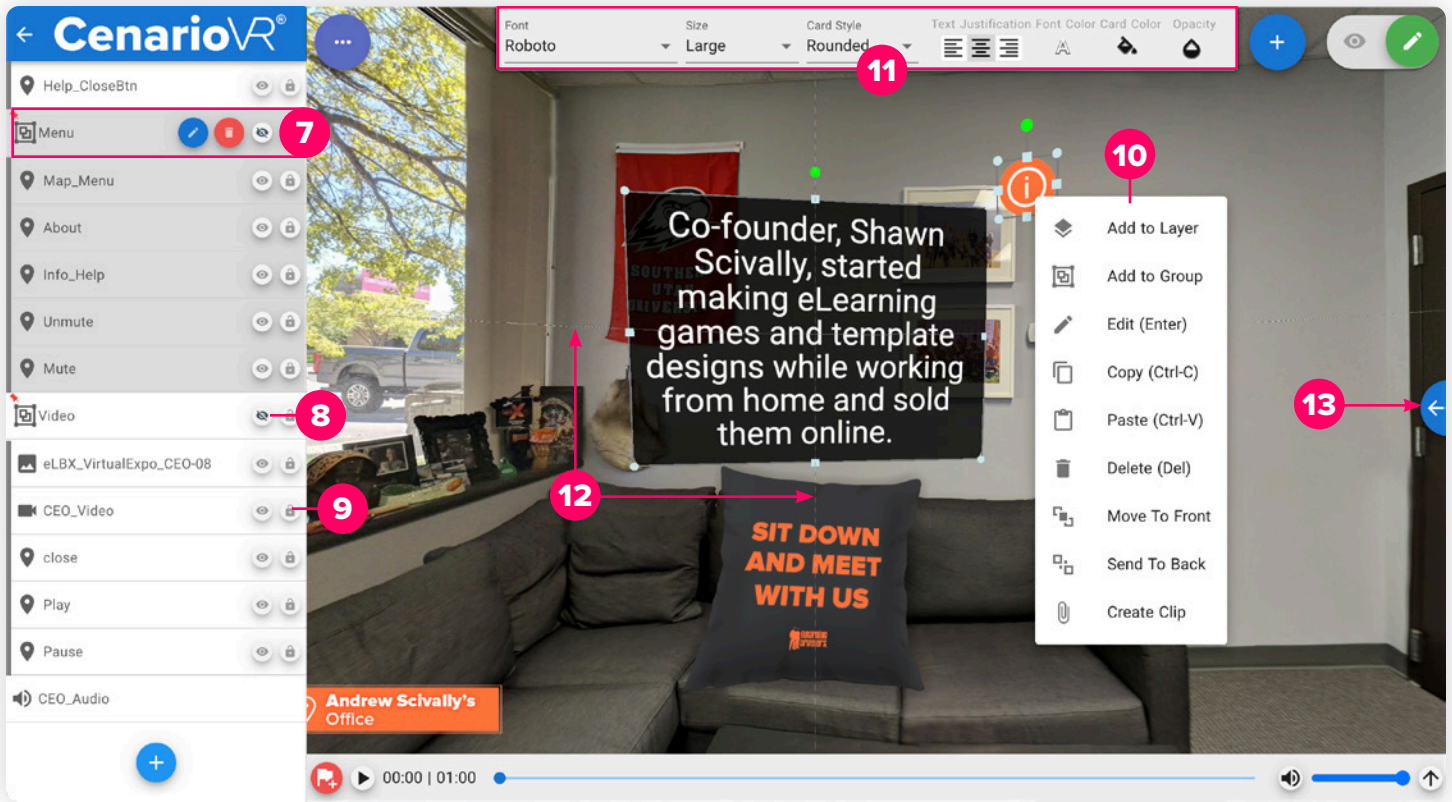 CenarioVR®
Help_CloseBtn
Menu
7
Map_Menu
About
Info_Help
Unmute
Mute
Video
8
eLBX_VirtualExpo_CEO-08
CEO_Video
9
close
Play
Pause
CEO_Audio
Font
Roboto
Size
Large
Card Style
Rounded
Text Justification
Font Color
A
Card Color
Opacity
11
10
Co-founder, Shawn
Scivally, started
making eLearning
games and template
designs while working
from home and sold
them online.
SOUTHERN
UTAH
UNIVERSITY
Add to Layer
Add to Group
Edit (Enter)
Copy (Ctrl-C)
Paste (Ctrl-V)
Delete (Del)
Move To Front
Send To Back
Create Clip
13
12
SIT DOWN
AND MEET
WITH US
Andrew Scivally's
Office
00:00 | 01:00